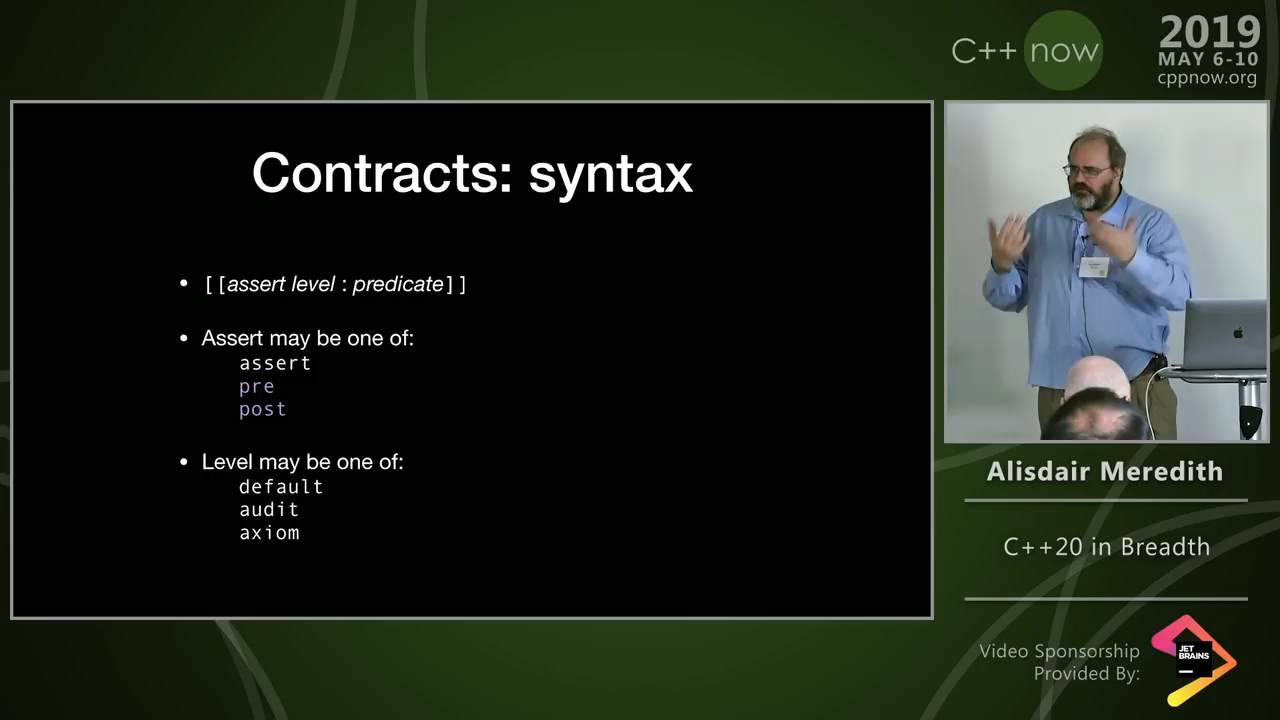 C++ now
2019
MAY 6-10
cppnow.org
Contracts: syntax
• [[assert level : predicate]]
• Assert may be one of:
assert
pre
post
• Level may be one of:
default
audit
axiom
Alisdair Meredith
C++20 in Breadth
Video Sponsorship
Provided By:
JET
BRAINS